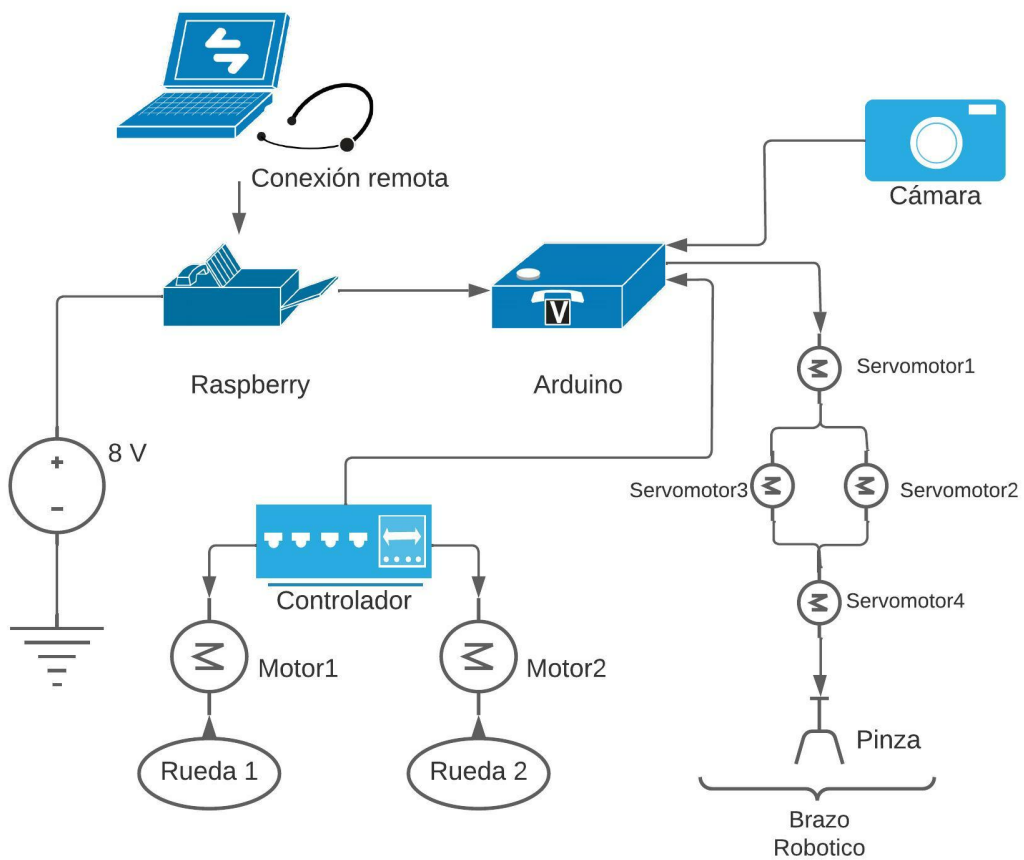 Conexión remota
Cámara
Raspberry
Arduino
V
Servomotor1
8 V
Servomotor3
Servomotor2
Controlador
Servomotor4
Motor1
Motor2
Pinza
Rueda 1
Rueda 2
Brazo
Robotico